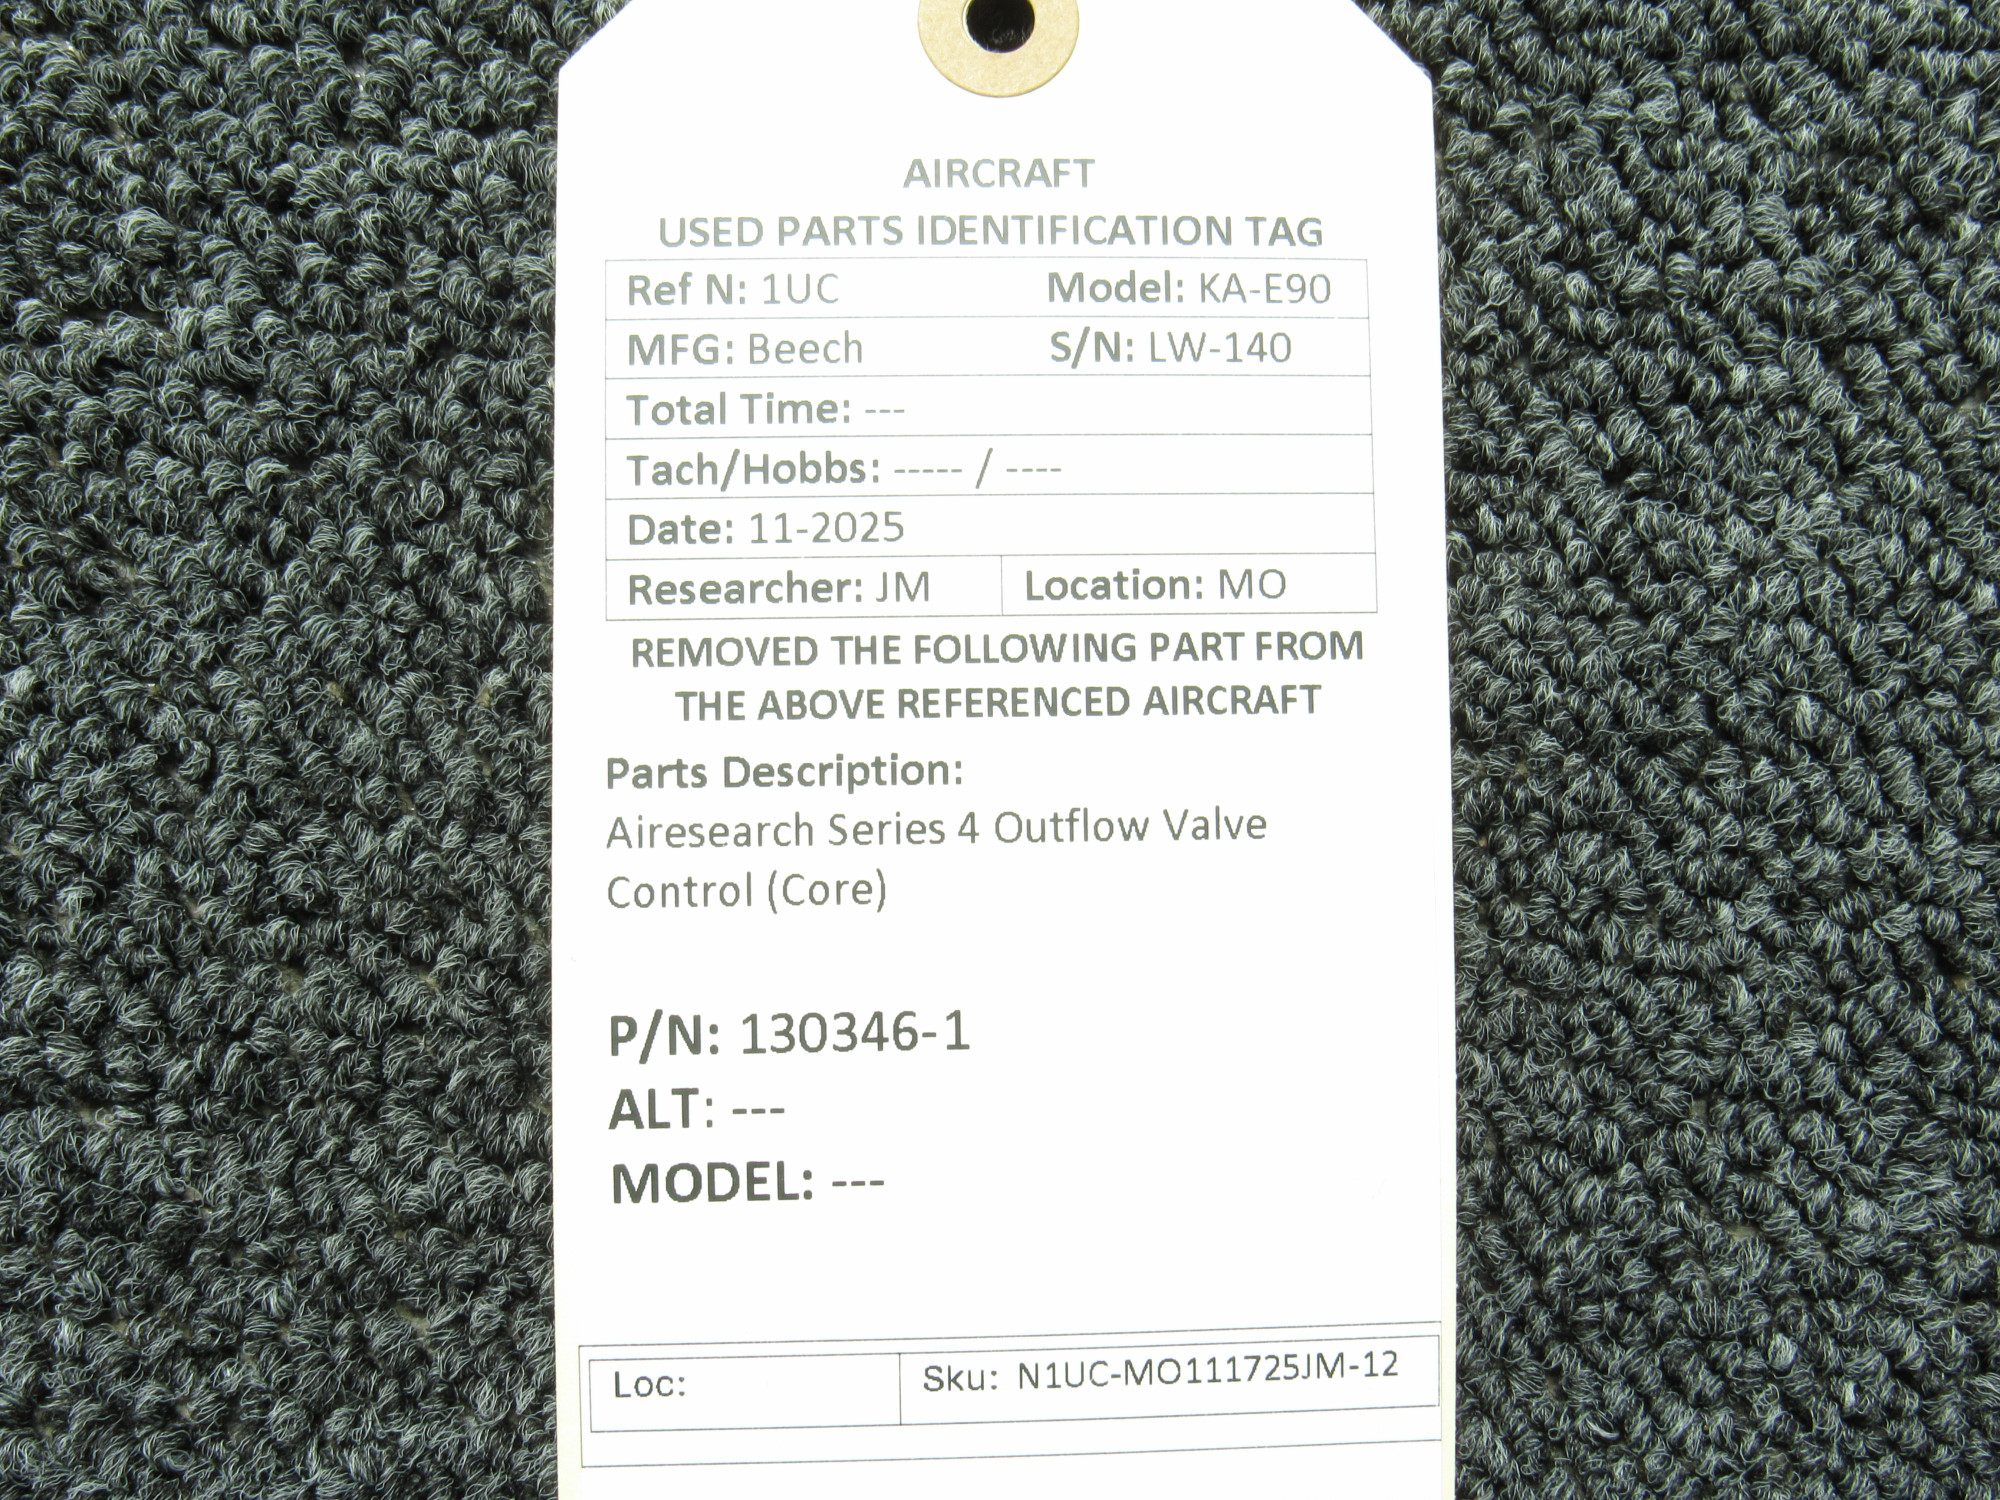 AIRCRAFT
USED PARTS IDENTIFICATION TAG
Ref N: 1UC Model: KA-E90
MFG: Beech S/N: LW-140
Total Time: ---
Tach/Hobbs: ----- / ----
Date: 11-2025
Researcher: JM Location: MO
REMOVED THE FOLLOWING PART FROM
THE ABOVE REFERENCED AIRCRAFT
Parts Description:
Airesearch Series 4 Outflow Valve
Control (Core)
P/N: 130346-1
ALT: ---
MODEL: ---
Loc: Sku: N1UC-MO111725JM-12